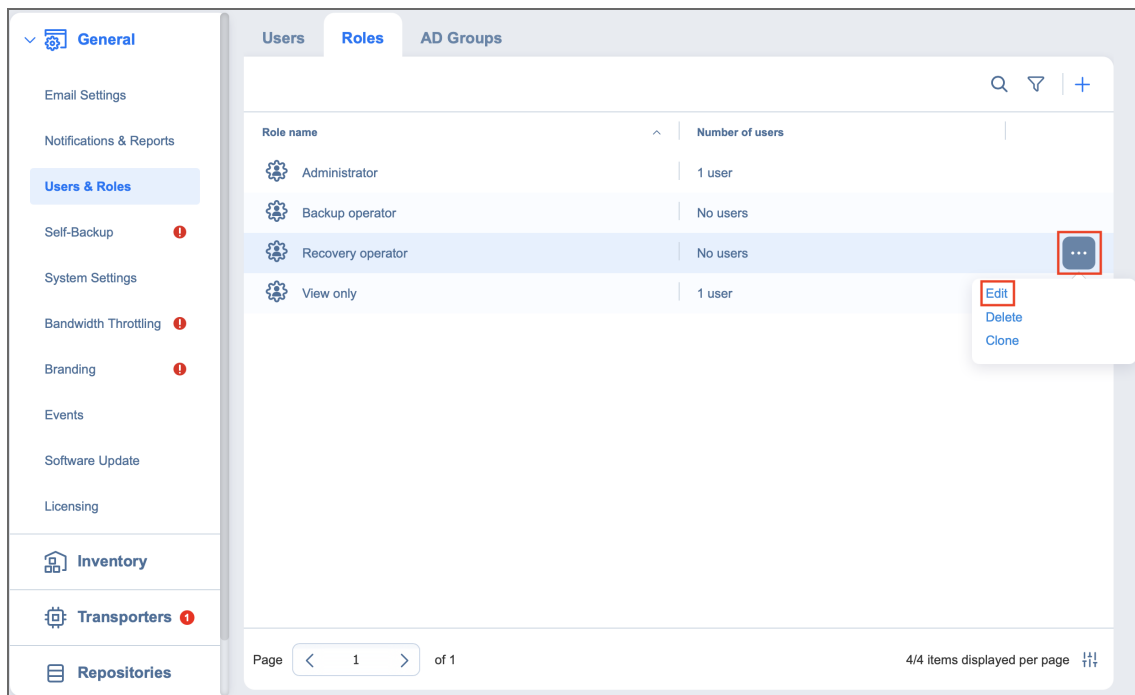 General
Email Settings
Notifications & Reports
Users & Roles
Self-Backup
System Settings
Bandwidth Throttling
Branding
Events
Software Update
Licensing
Inventory
Transporters 1
Repositories
Users Roles AD Groups
Role name Number of users
Administrator 1 user
Backup operator No users
Recovery operator No users
View only 1 user
Edit
Delete
Clone
Page 1 of 1 4/4 items displayed per page